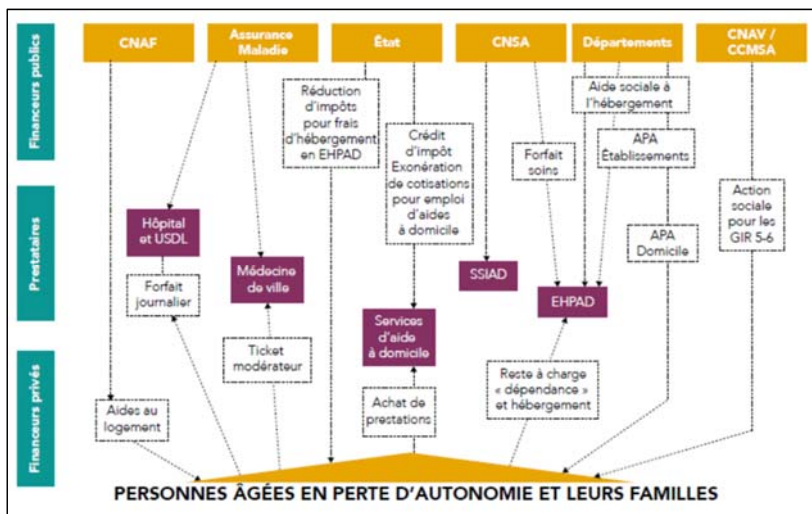 Financeurs publics
CNAF
Assurance
Maladie
État
CNSA
Départements
CNAV /
CCMSA
Réduction
d'impôts
pour frais
d'hébergement
en EHPAD
Crédit
d'impôt
Exonération
de cotisations
pour emploi
d'aides
à domicile
Forfait
soins
Aide sociale à
l'hébergement
APA
Établissements
Action
sociale
pour les
GIR 5-6
APA
Domicile
Prestataires
Hôpital
et USDL
Forfait
journalier
Médecine
de ville
Ticket
modérateur
Services
d'aide
à domicile
SSIAD
EHPAD
Financeurs privés
Aides au
logement
Achat de
prestations
Reste à charge
« dépendance »
et hébergement
PERSONNES ÂGÉES EN PERTE D'AUTONOMIE ET LEURS FAMILLES